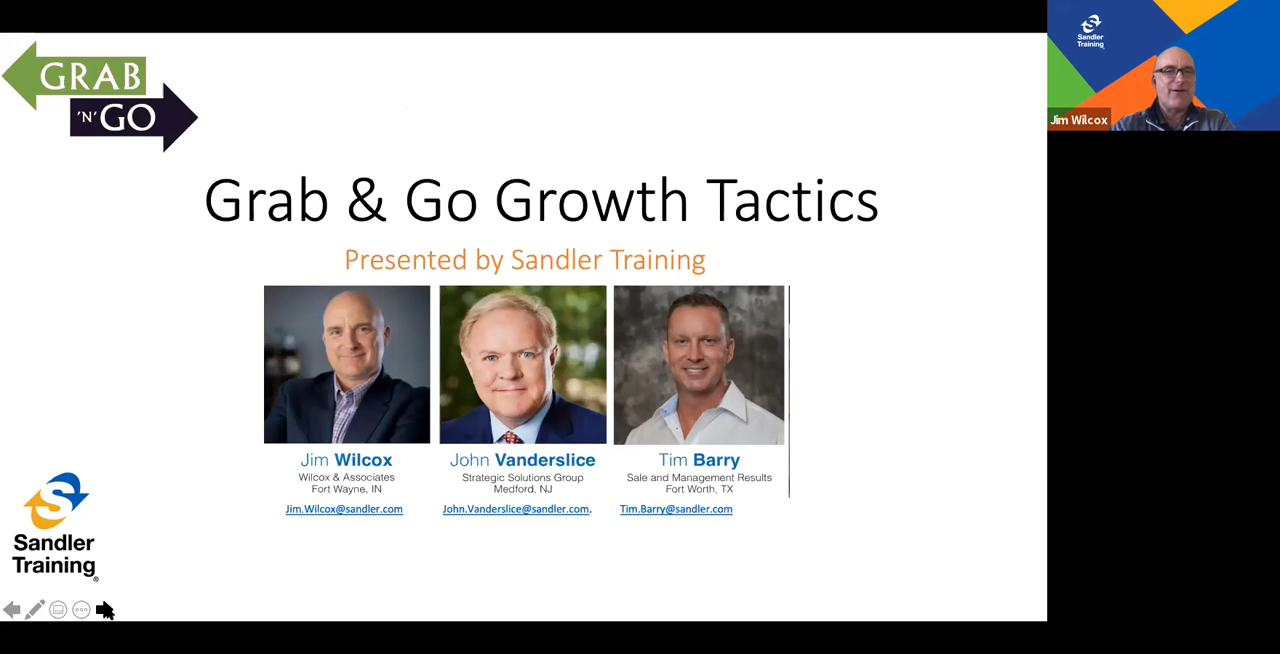 GRAB
'N' GO
Sandler
Training
Jim Wilcox
Grab & Go Growth Tactics
Presented by Sandler Training
Jim Wilcox
Wilcox & Associates
Fort Wayne, IN
Jim.Wilcox@sandler.com
John Vanderslice
Strategic Solutions Group
Medford, NJ
John.Vanderslice@sandler.com.
Tim Barry
Sale and Management Results
Fort Worth, TX
Tim.Barry@sandler.com
S
Sandler
Training®